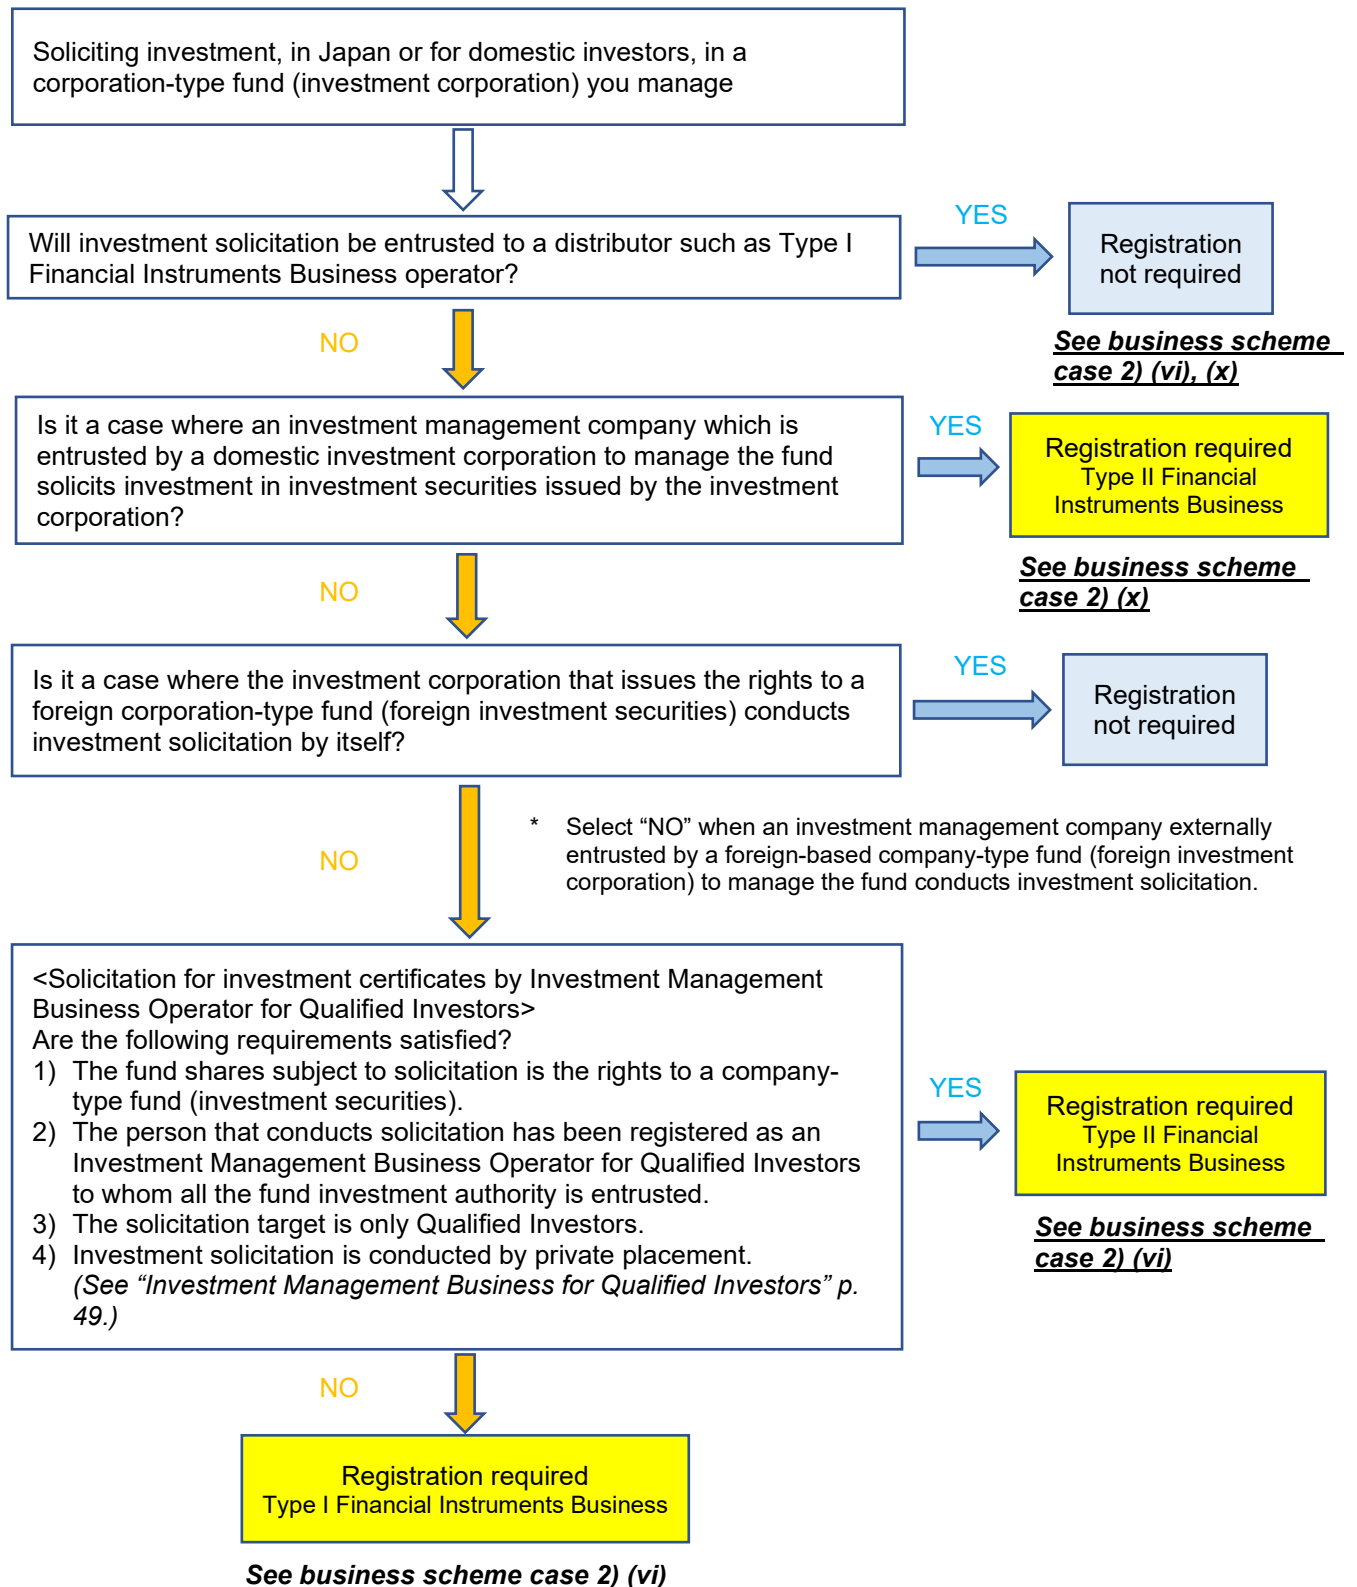 Soliciting investment, in Japan or for domestic investors, in a
corporation-type fund (investment corporation) you manage
Will investment solicitation be entrusted to a distributor such as Type I
Financial Instruments Business operator?
YES
Registration
not required
See business scheme
case 2) (vi), (x)
NO
Is it a case where an investment management company which is
entrusted by a domestic investment corporation to manage the fund
solicits investment in investment securities issued by the investment
corporation?
YES
Registration required
Type II Financial
Instruments Business
See business scheme
case 2) (x)
NO
Is it a case where the investment corporation that issues the rights to a
foreign corporation-type fund (foreign investment securities) conducts
investment solicitation by itself?
YES
Registration
not required
NO
* Select “NO” when an investment management company externally
entrusted by a foreign-based company-type fund (foreign investment
corporation) to manage the fund conducts investment solicitation.
<Solicitation for investment certificates by Investment Management
Business Operator for Qualified Investors>
Are the following requirements satisfied?
1) The fund shares subject to solicitation is the rights to a company-
type fund (investment securities).
2) The person that conducts solicitation has been registered as an
Investment Management Business Operator for Qualified Investors
to whom all the fund investment authority is entrusted.
3) The solicitation target is only Qualified Investors.
4) Investment solicitation is conducted by private placement.
(See “Investment Management Business for Qualified Investors” p.
49.)
YES
Registration required
Type II Financial
Instruments Business
See business scheme
case 2) (vi)
NO
Registration required
Type I Financial Instruments Business
See business scheme case 2) (vi)